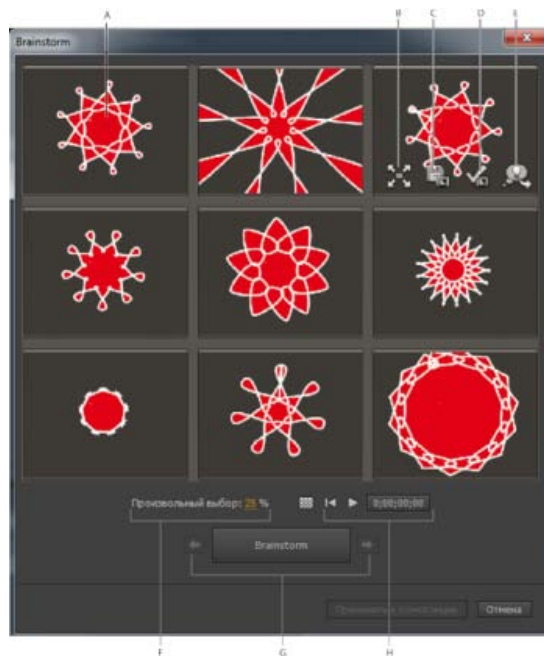 A B C D E
Brainstorm
Произвольный выбор: 25 %
0;00;00;00
Brainstorm
Отмена
F G H